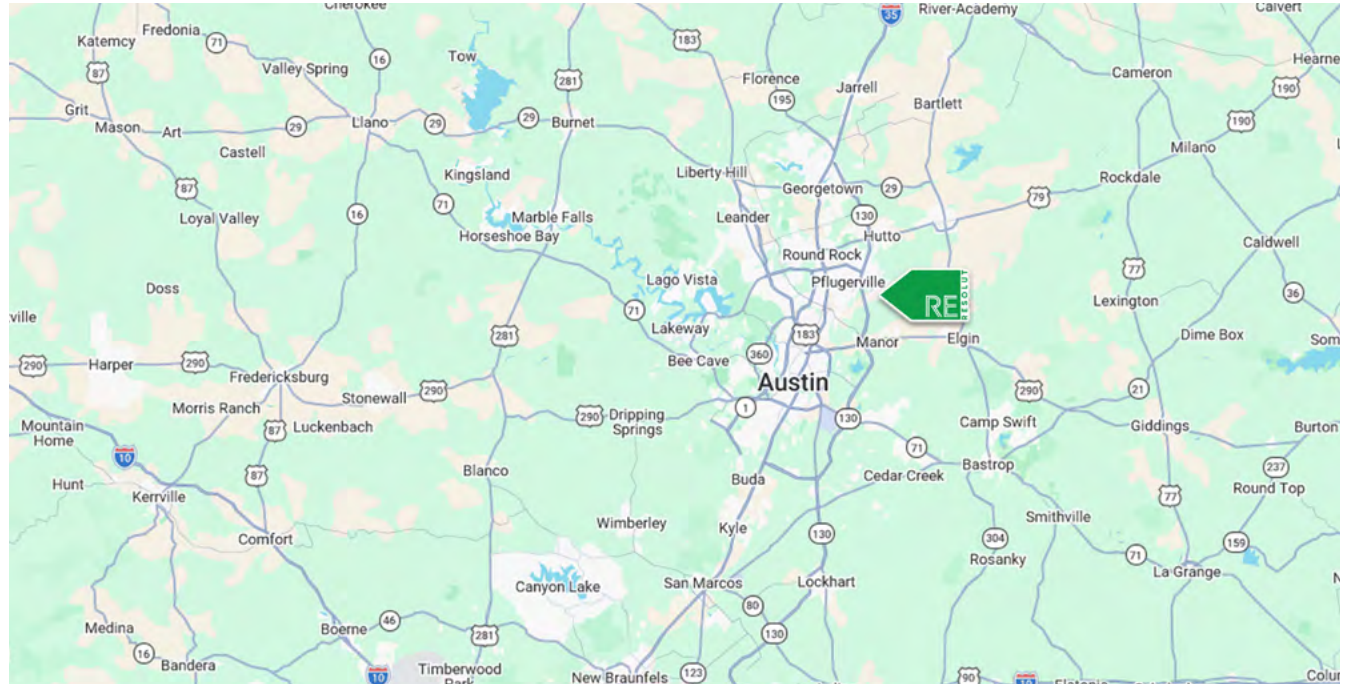 Cherokee
35
River-Academy
Calvert
Katemcy
Fredonia
71
183
Hearne
Tow
16
Valley Spring
87
281
Florence
Jarrell
Cameron
190
195
Bartlett
Grit
Mason
Art
29
Llano
29
29
Burnet
190
Castell
Milano
Kingsland
Liberty Hill
Georgetown
29
Rockdale
87
79
71
16
Loyal Valley
Marble Falls
Horseshoe Bay
Leander
130
Hutto
Caldwell
Round Rock
77
Doss
Lago Vista
Pflugerville
RE
RESOLUT
Lexington
36
ville
71
Lakeway
183
Dime Box
281
Manor
Elgin
290
Harper
290
Bee Cave
360
Fredericksburg
Austin
290
21
Stonewall
290
Morris Ranch
1
Mountain
Home
87
Luckenbach
290
Dripping
Springs
130
Camp Swift
Giddings
Burton
10
71
Blanco
Bastrop
237
Hunt
87
Buda
Cedar Creek
Kerrville
77
Round Top
Wimberley
Kyle
Smithville
Comfort
130
304
159
Rosanky
71
La Grange
Canyon Lake
San Marcos
Lockhart
80
46
Medina
Boerne
281
130
16
Bandera
Timberwood
10
New Braunfels
123
90
10